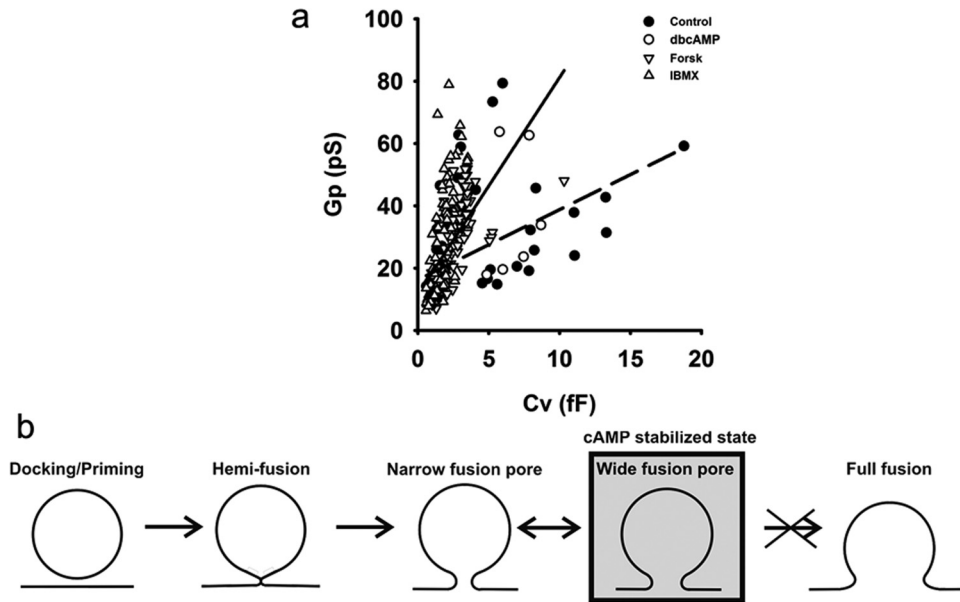 a
100
80
60
40
20
0
Gp (pS)
Control
dbcAMP
Forsk
IBMX
0 5 10 15 20
Cv (fF)
b
cAMP stabilized state
Docking/Priming Hemi-fusion Narrow fusion pore Wide fusion pore Full fusion